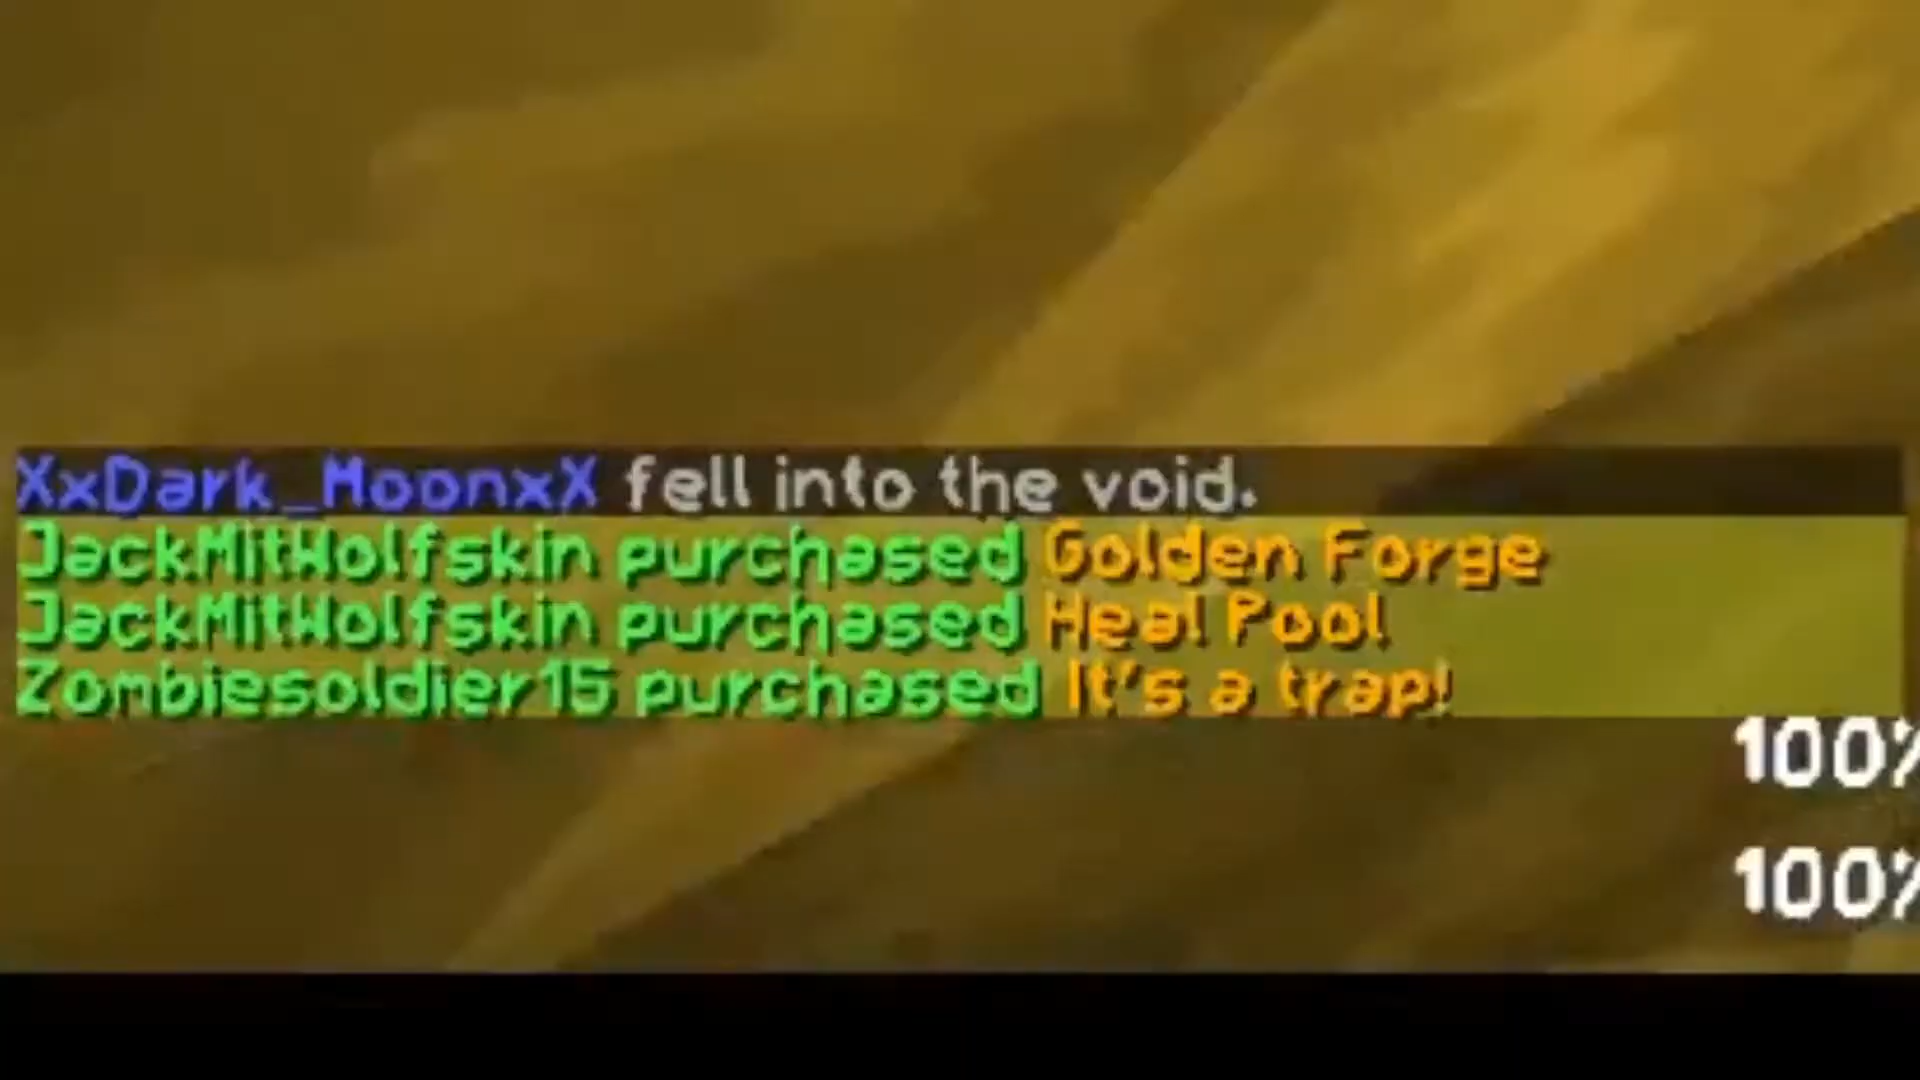 XxDark_MoonxX fell into the void.
JackMitWolfskin purchased Golden Forge
JackMitWolfskin purchased Heal Pool
Zombiesoldier15 purchased It's a trap!
100%
100%